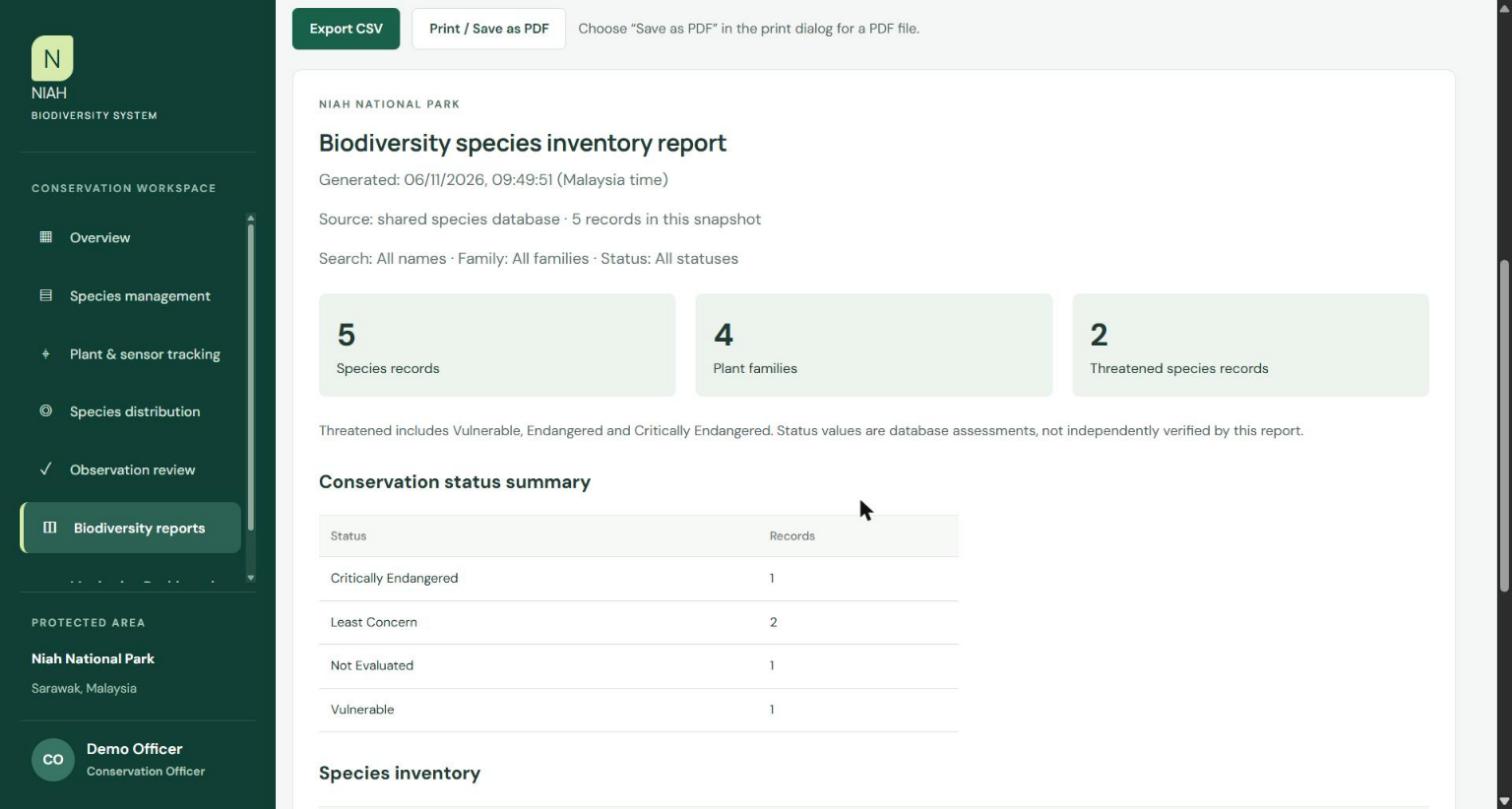 N
NIAH
BIODIVERSITY SYSTEM
CONSERVATION WORKSPACE
Overview
Species management
Plant & sensor tracking
Species distribution
Observation review
Biodiversity reports
PROTECTED AREA
Niah National Park
Sarawak, Malaysia
CO
Demo Officer
Conservation Officer
Export CSV
Print / Save as PDF
Choose “Save as PDF” in the print dialog for a PDF file.
NIAH NATIONAL PARK
Biodiversity species inventory report
Generated: 06/11/2026, 09:49:51 (Malaysia time)
Source: shared species database · 5 records in this snapshot
Search: All names · Family: All families · Status: All statuses
5
Species records
4
Plant families
2
Threatened species records
Threatened includes Vulnerable, Endangered and Critically Endangered. Status values are database assessments, not independently verified by this report.
Conservation status summary
Status Records
Critically Endangered 1
Least Concern 2
Not Evaluated 1
Vulnerable 1
Species inventory